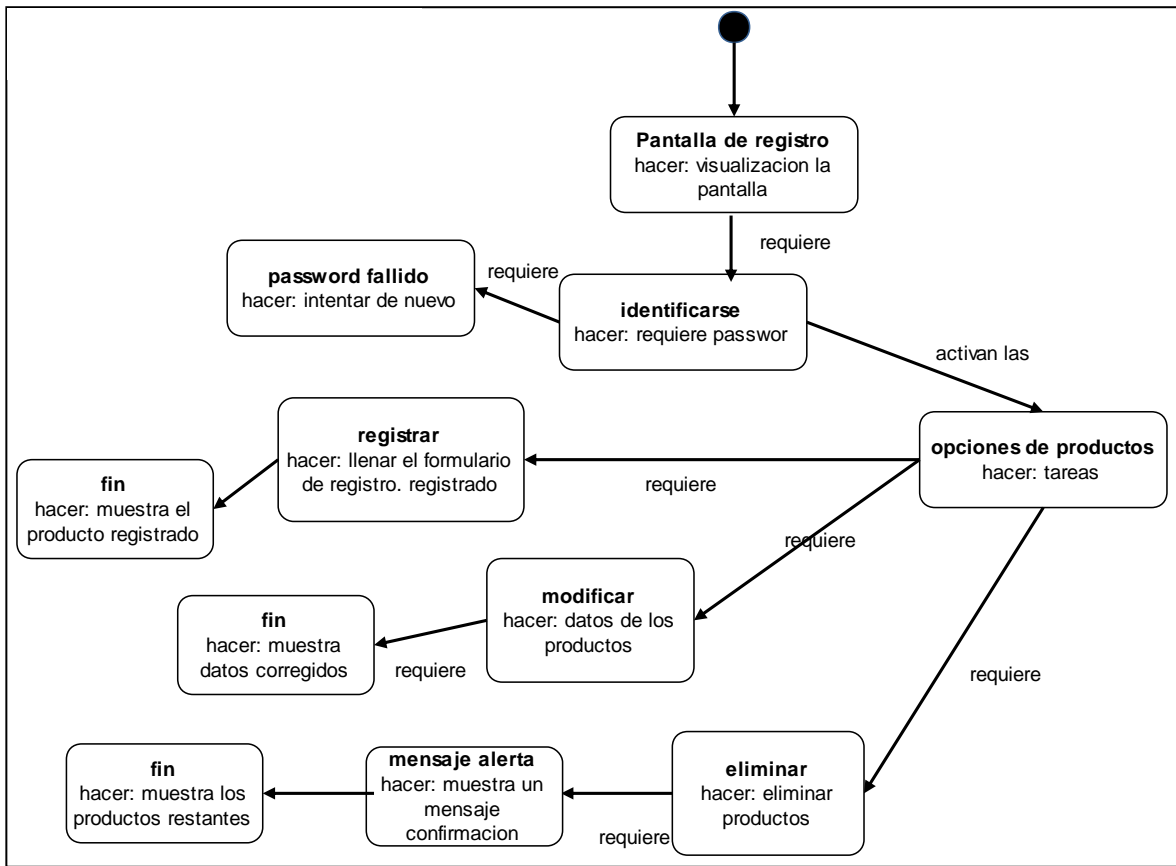 Pantalla de registro
hacer: visualizacion la
pantalla
requiere
password fallido
hacer: intentar de nuevo
requiere
identificarse
hacer: requiere passwor
activan las
opciones de productos
hacer: tareas
registrar
hacer: llenar el formulario
de registro. registrado
requiere
fin
hacer: muestra el
producto registrado
requiere
modificar
hacer: datos de los
productos
fin
hacer: muestra
datos corregidos
requiere
requiere
eliminar
hacer: eliminar
productos
mensaje alerta
hacer: muestra un
mensaje
confirmacion
requiere
fin
hacer: muestra los
productos restantes